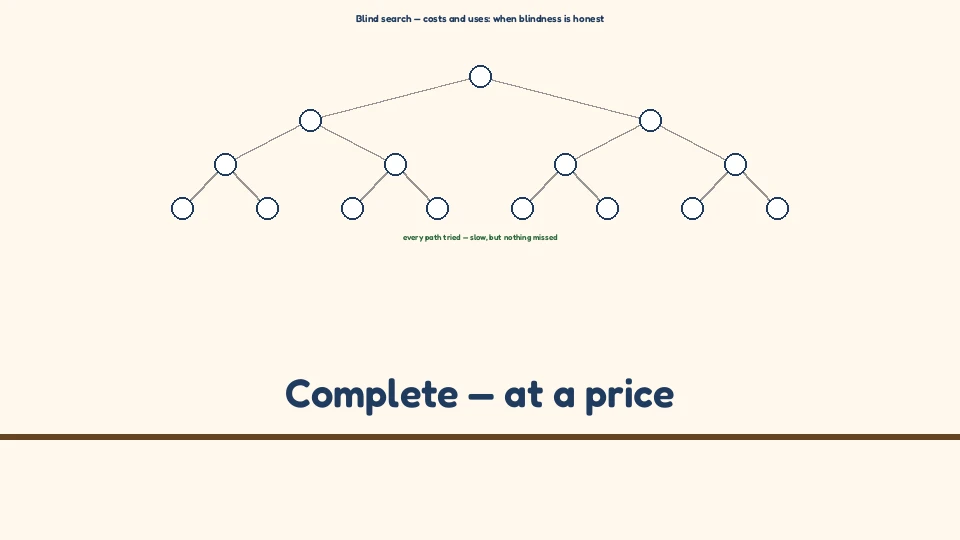 Blind search — costs and uses: when blindness is honest
every path tried — slow, but nothing missed
Complete — at a price